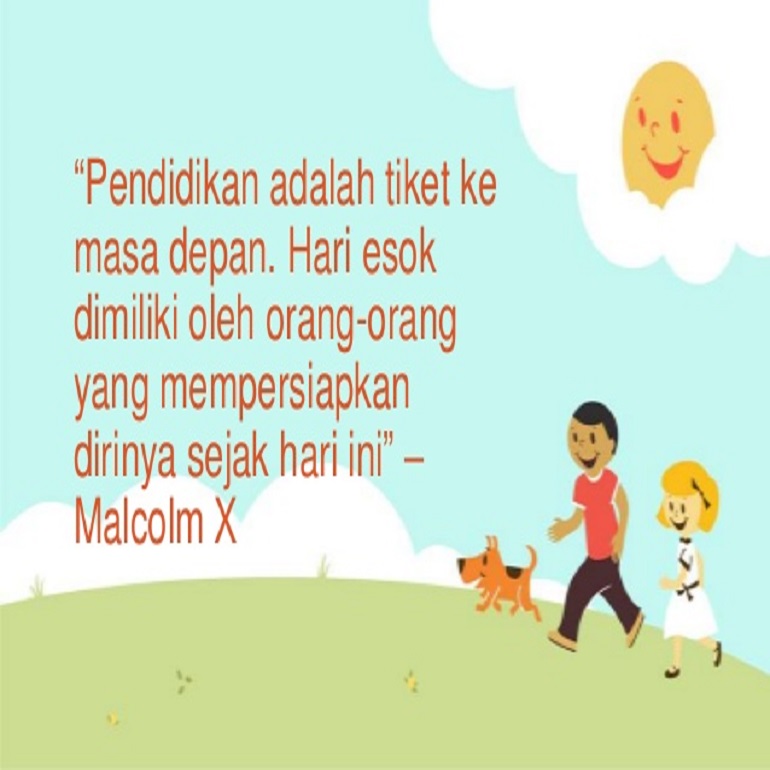 “Pendidikan adalah tiket ke
masa depan. Hari esok
dimiliki oleh orang-orang
yang mempersiapkan
dirinya sejak hari ini” –
Malcolm X